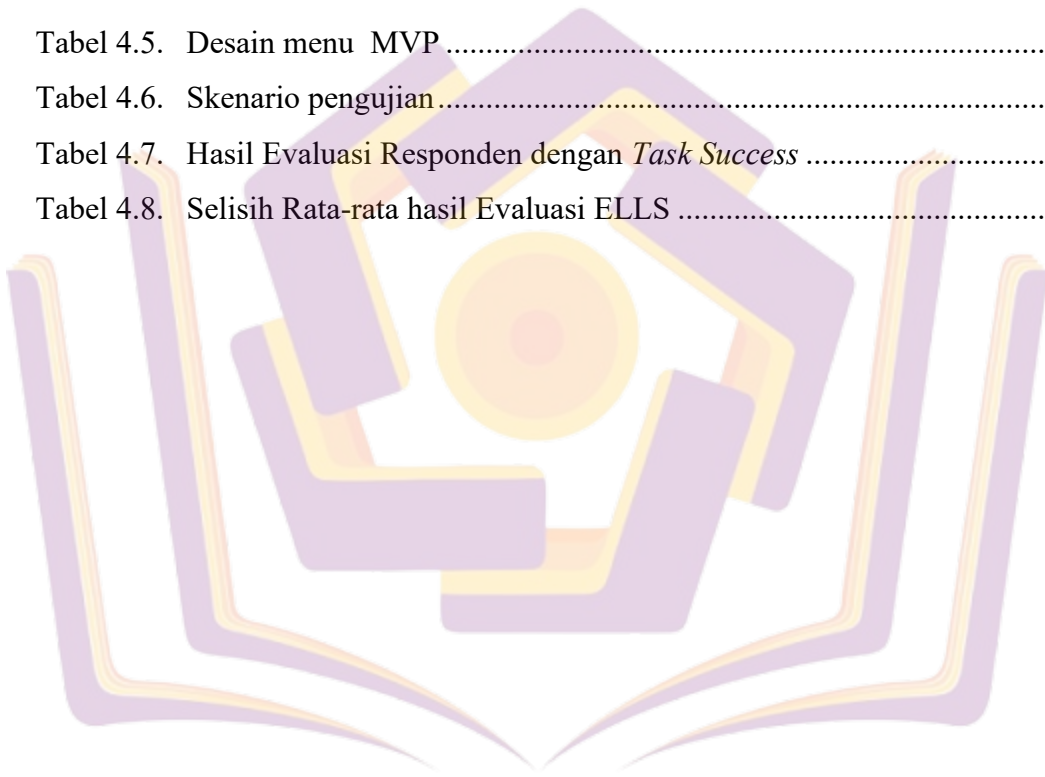 Tabel 4.5. Desain menu MVP ..........................................................................
Tabel 4.6. Skenario pengujian ...........................................................................
Tabel 4.7. Hasil Evaluasi Responden dengan Task Success ..............................
Tabel 4.8. Selisih Rata-rata hasil Evaluasi ELLS ..............................................